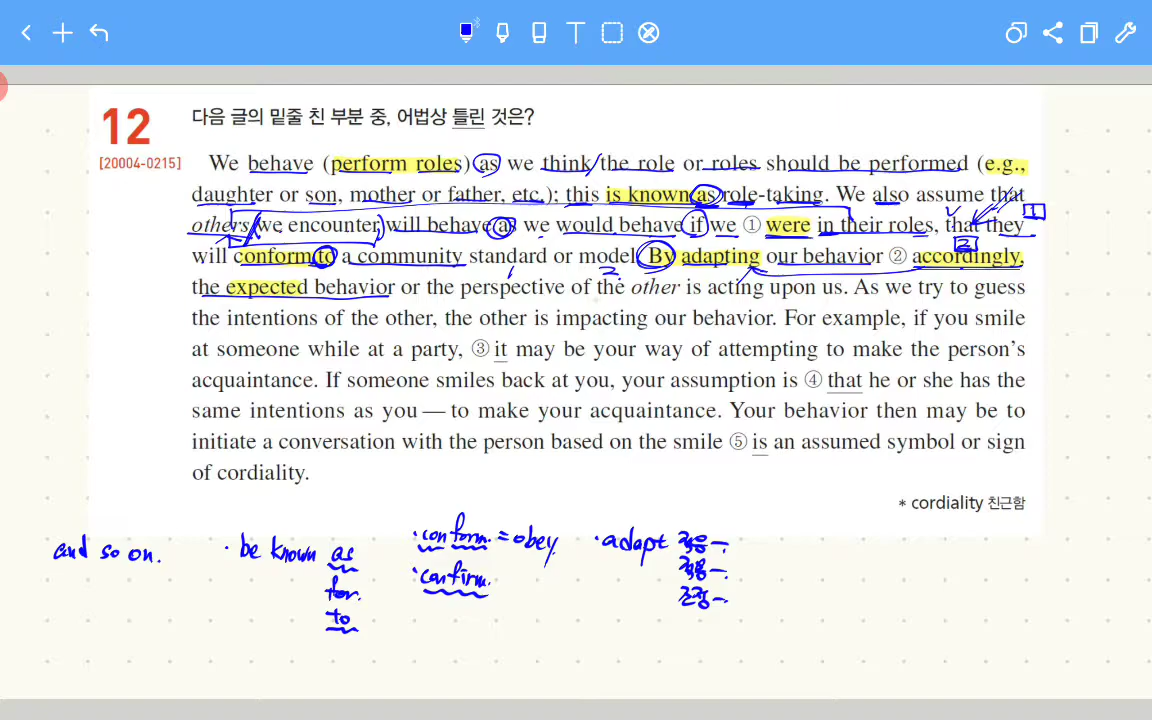 12
다음 글의 밑줄 친 부분 중, 어법상 틀린 것은?
[20004-0215]
We behave (perform roles) as we think the role or roles should be performed (e.g.,
daughter or son, mother or father, etc.); this is known as role-taking. We also assume that
others we encounter will behave as we would behave if we ① were in their roles, that they
will conform to a community standard or model. By adapting our behavior ② accordingly,
the expected behavior or the perspective of the other is acting upon us. As we try to guess
the intentions of the other, the other is impacting our behavior. For example, if you smile
at someone while at a party, ③ it may be your way of attempting to make the person's
acquaintance. If someone smiles back at you, your assumption is ④ that he or she has the
same intentions as you — to make your acquaintance. Your behavior then may be to
initiate a conversation with the person based on the smile ⑤ is an assumed symbol or sign
of cordiality.
* cordiality 친근함
and so on.
· be known as
for.
to
· conform = obey
· confirm.
· adapt 적응–
적용–
조정–
1
2
1
2.